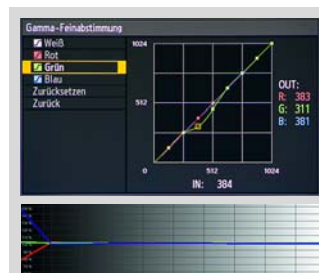 Gamma-Feinabstimmung
Weiß
Rot
Grün
Blau
Zurücksetzen
Zurück
1024
512
0
512
1024
IN: 384
OUT:
R: 383
G: 311
B: 381